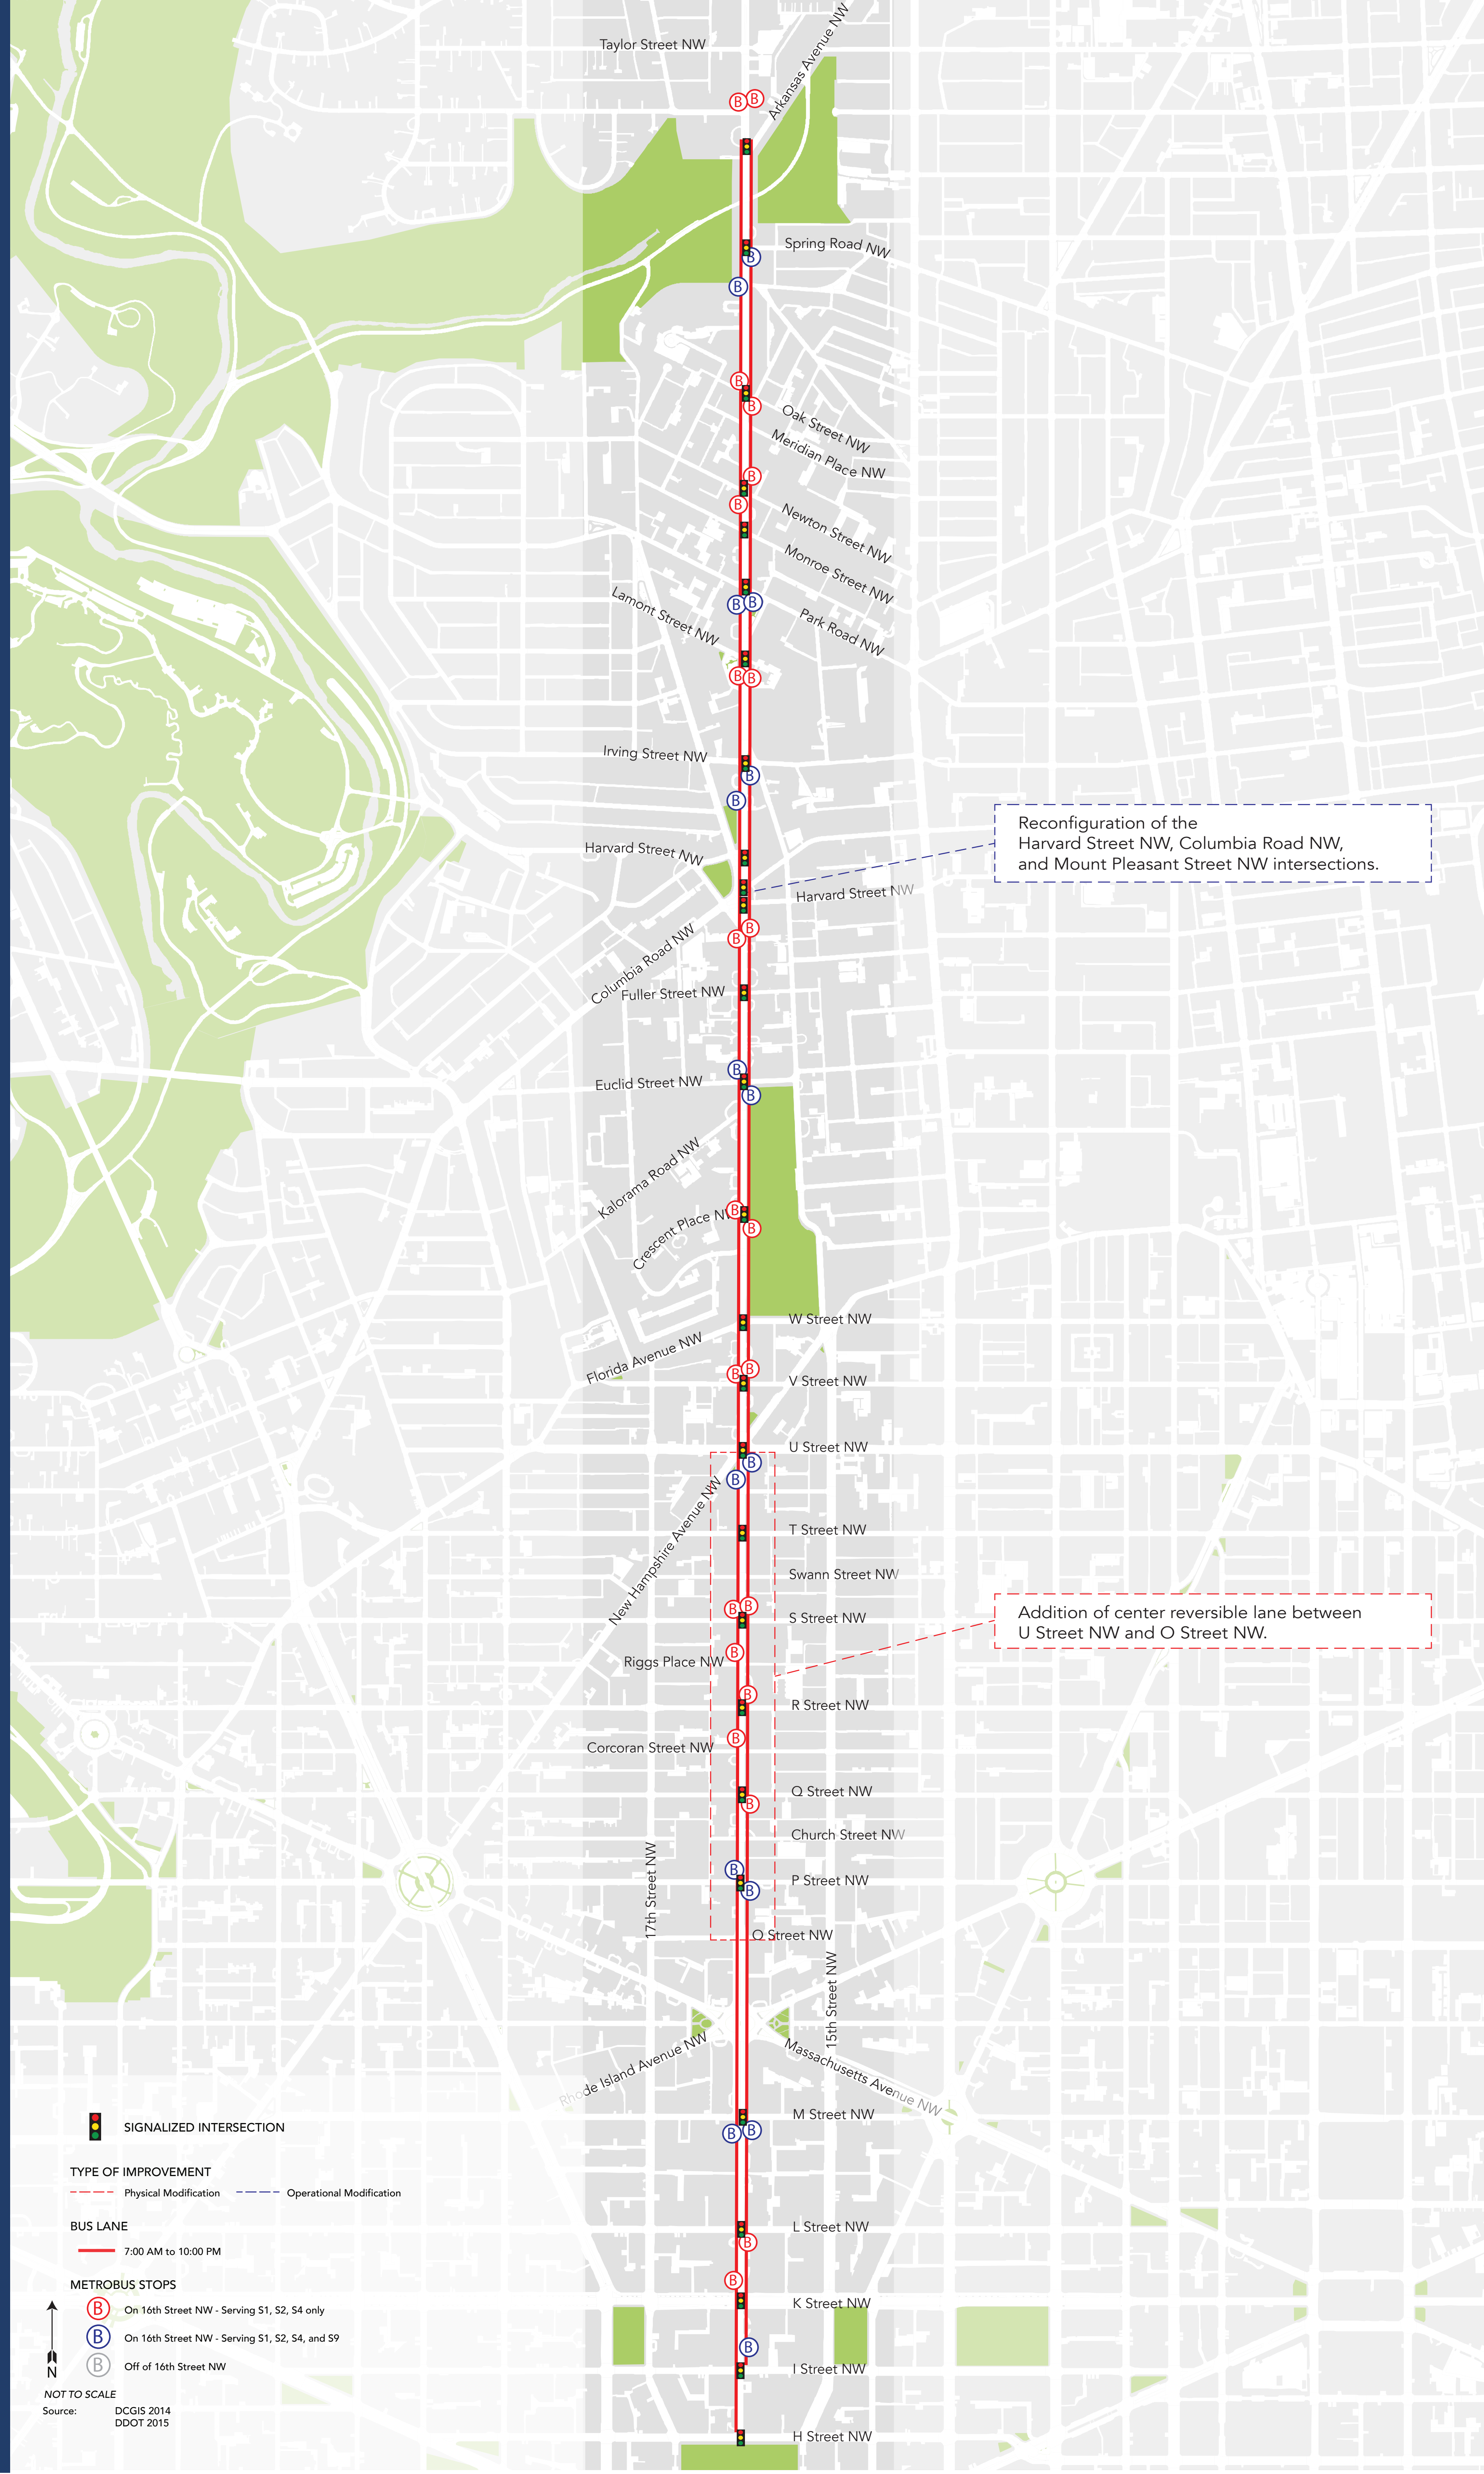 Taylor Street NW
Arkansas Avenue NW
B B
Spring Road NW
B
B
B
B
Oak Street NW
Meridian Place NW
B
B
Newton Street NW
Monroe Street NW
Lamont Street NW
B B
Park Road NW
B B
Irving Street NW
B
B
Reconfiguration of the
Harvard Street NW, Columbia Road NW,
and Mount Pleasant Street NW intersections.
Harvard Street NW
Harvard Street NW
B
B
Columbia Road NW
Fuller Street NW
B
Euclid Street NW
B
Kalorama Road NW
B
Crescent Place NW
B
W Street NW
Florida Avenue NW
B B
V Street NW
U Street NW
B
B
New Hampshire Avenue NW
T Street NW
Swann Street NW
Addition of center reversible lane between
U Street NW and O Street NW.
B B
S Street NW
B
Riggs Place NW
B
R Street NW
B
Corcoran Street NW
Q Street NW
B
Church Street NW
B
17th Street NW
P Street NW
B
O Street NW
15th Street NW
Rhode Island Avenue NW
Massachusetts Avenue NW
M Street NW
B B
L Street NW
B
B
K Street NW
B
I Street NW
H Street NW
SIGNALIZED INTERSECTION
TYPE OF IMPROVEMENT
Physical Modification
Operational Modification
BUS LANE
7:00 AM to 10:00 PM
METROBUS STOPS
B On 16th Street NW - Serving S1, S2, S4 only
B On 16th Street NW - Serving S1, S2, S4, and S9
B Off of 16th Street NW
N
NOT TO SCALE
Source: DCGIS 2014
DDOT 2015